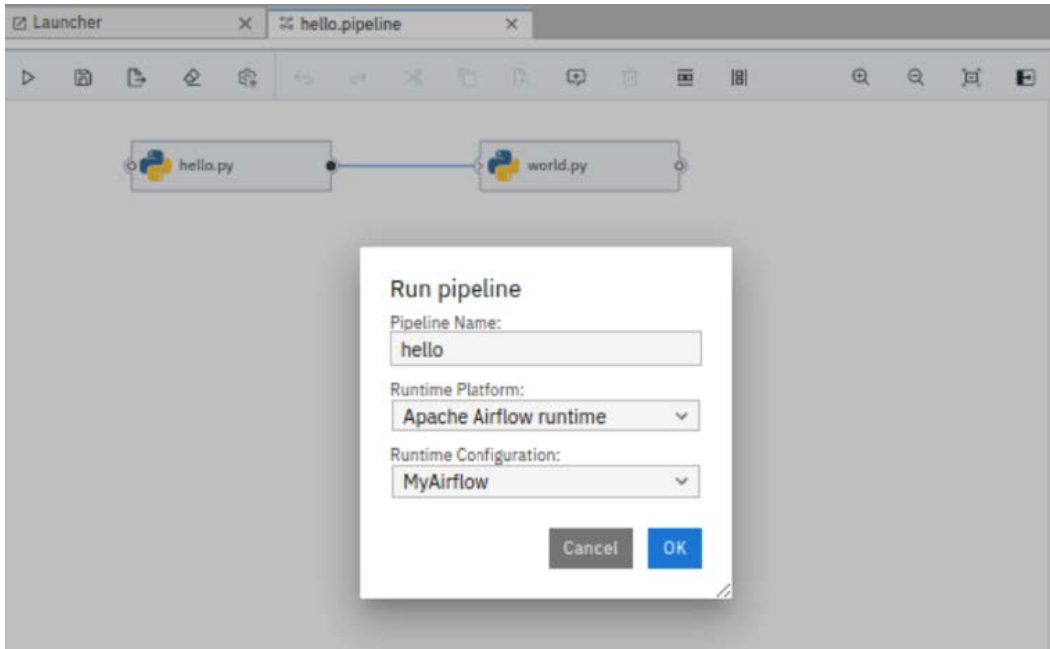 Launcher
hello.pipeline
hello.py
world.py
Run pipeline
Pipeline Name:
hello
Runtime Platform:
Apache Airflow runtime
Runtime Configuration:
MyAirflow
Cancel
OK